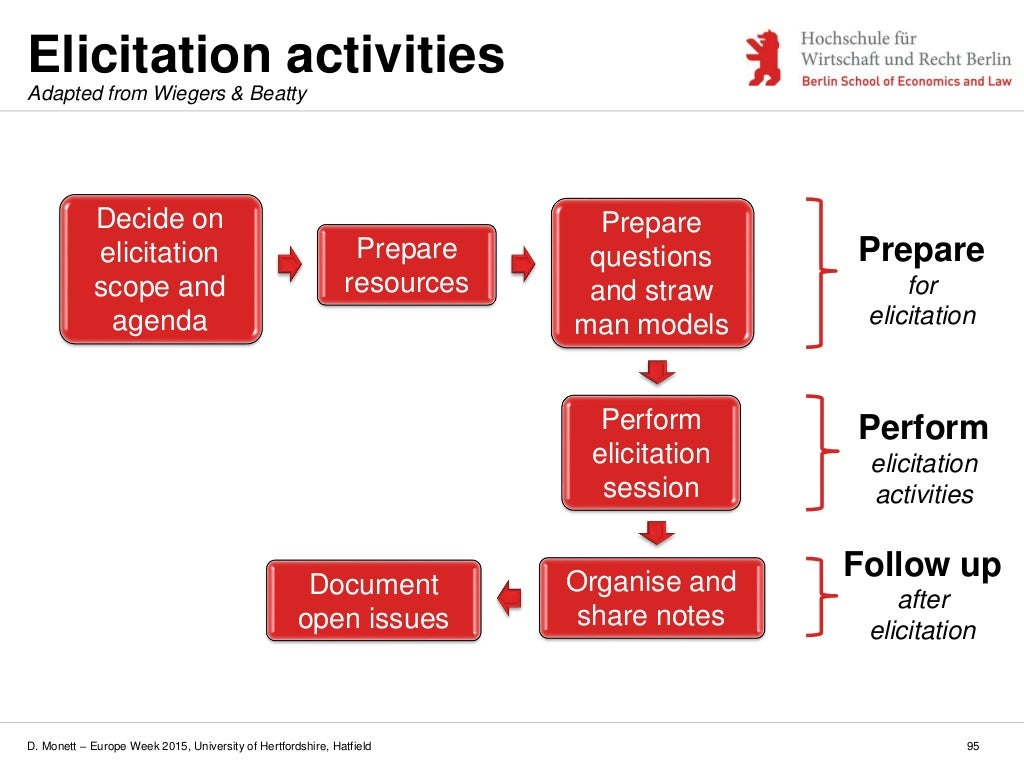 Elicitation activities
Adapted from Wiegers & Beatty
Hochschule für
Wirtschaft und Recht Berlin
Berlin School of Economics and Law
Decide on
elicitation
scope and
agenda
Prepare
resources
Prepare
questions
and straw
man models
Prepare
for
elicitation
Perform
elicitation
session
Perform
elicitation
activities
Organise and
share notes
Document
open issues
Follow up
after
elicitation
D. Monett – Europe Week 2015, University of Hertfordshire, Hatfield
95